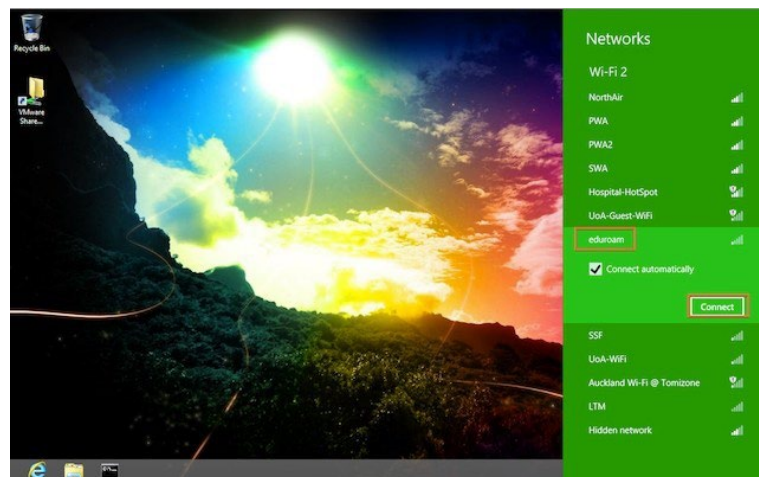 Recycle Bin
VMware
Share...
Networks
Wi-Fi 2
NorthAir
PWA
PWA2
SWA
Hospital-HotSpot
UoA-Guest-WiFi
eduroam
Connect automatically
Connect
SSF
UoA-WiFi
Auckland Wi-Fi @ Tomizone
LTM
Hidden network